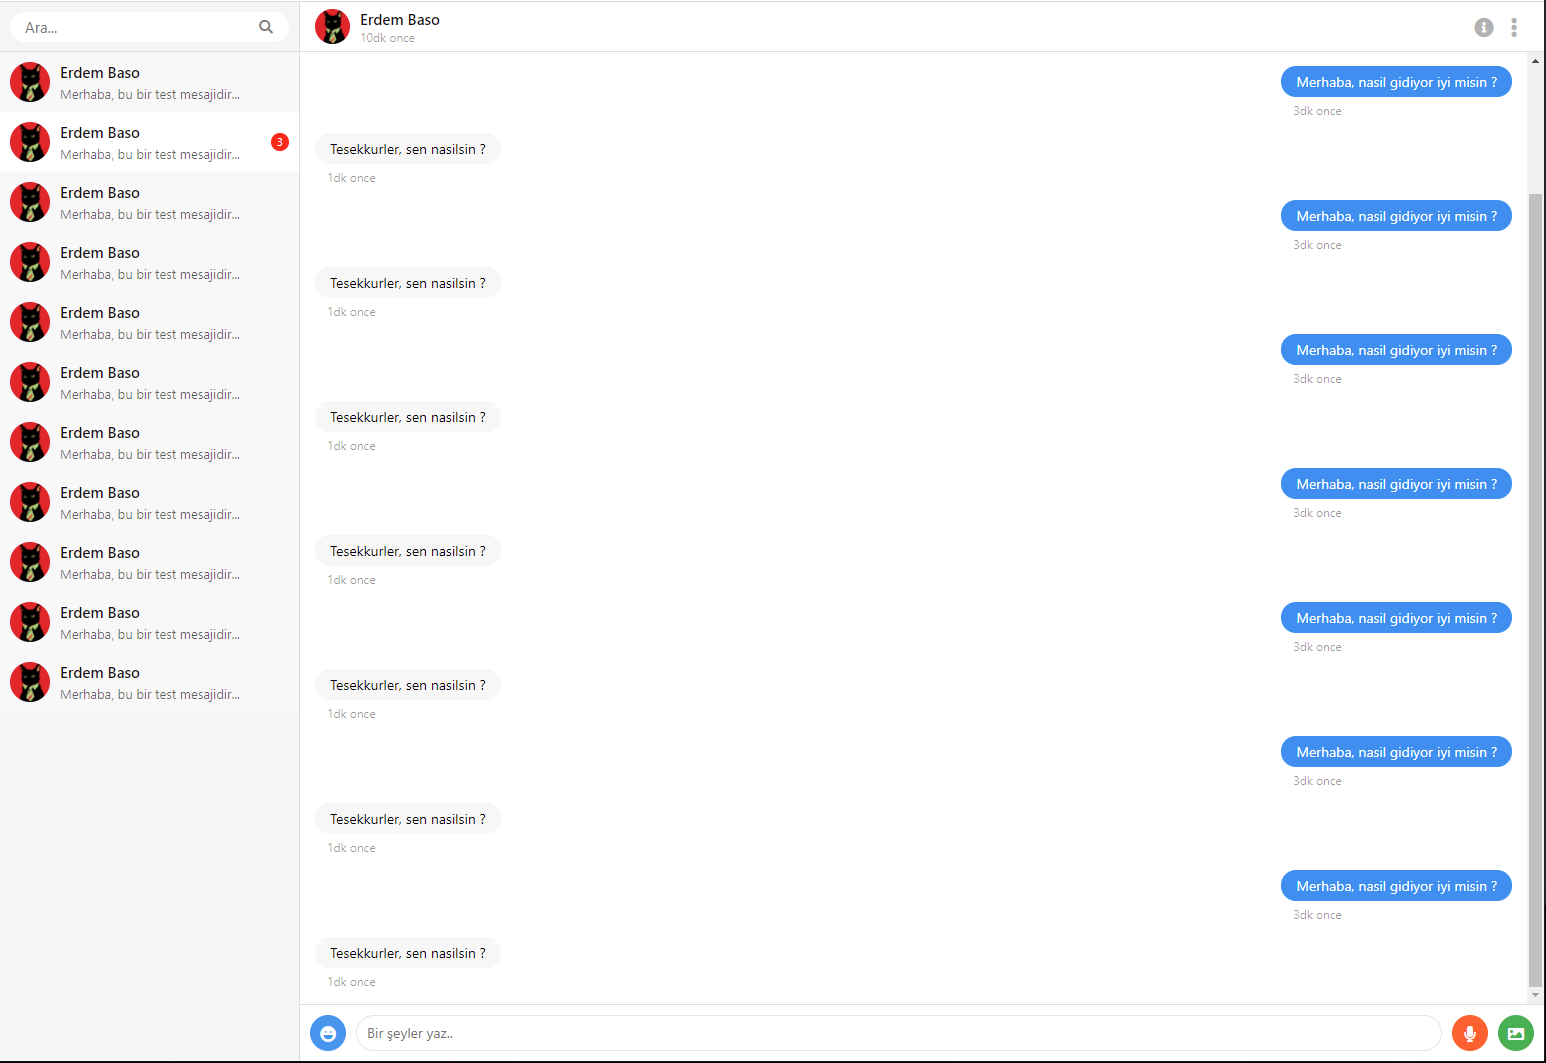 Ara...
Erdem Baso
Merhaba, bu bir test mesajidir...
Erdem Baso
Merhaba, bu bir test mesajidir...
3
Erdem Baso
Merhaba, bu bir test mesajidir...
Erdem Baso
Merhaba, bu bir test mesajidir...
Erdem Baso
Merhaba, bu bir test mesajidir...
Erdem Baso
Merhaba, bu bir test mesajidir...
Erdem Baso
Merhaba, bu bir test mesajidir...
Erdem Baso
Merhaba, bu bir test mesajidir...
Erdem Baso
Merhaba, bu bir test mesajidir...
Erdem Baso
Merhaba, bu bir test mesajidir...
Erdem Baso
Merhaba, bu bir test mesajidir...
Erdem Baso
10dk once
Merhaba, nasil gidiyor iyi misin ?
3dk once
Tesekkurler, sen nasilsin ?
1dk once
Merhaba, nasil gidiyor iyi misin ?
3dk once
Tesekkurler, sen nasilsin ?
1dk once
Merhaba, nasil gidiyor iyi misin ?
3dk once
Tesekkurler, sen nasilsin ?
1dk once
Merhaba, nasil gidiyor iyi misin ?
3dk once
Tesekkurler, sen nasilsin ?
1dk once
Merhaba, nasil gidiyor iyi misin ?
3dk once
Tesekkurler, sen nasilsin ?
1dk once
Merhaba, nasil gidiyor iyi misin ?
3dk once
Tesekkurler, sen nasilsin ?
1dk once
Merhaba, nasil gidiyor iyi misin ?
3dk once
Tesekkurler, sen nasilsin ?
1dk once
Bir şeyler yaz..